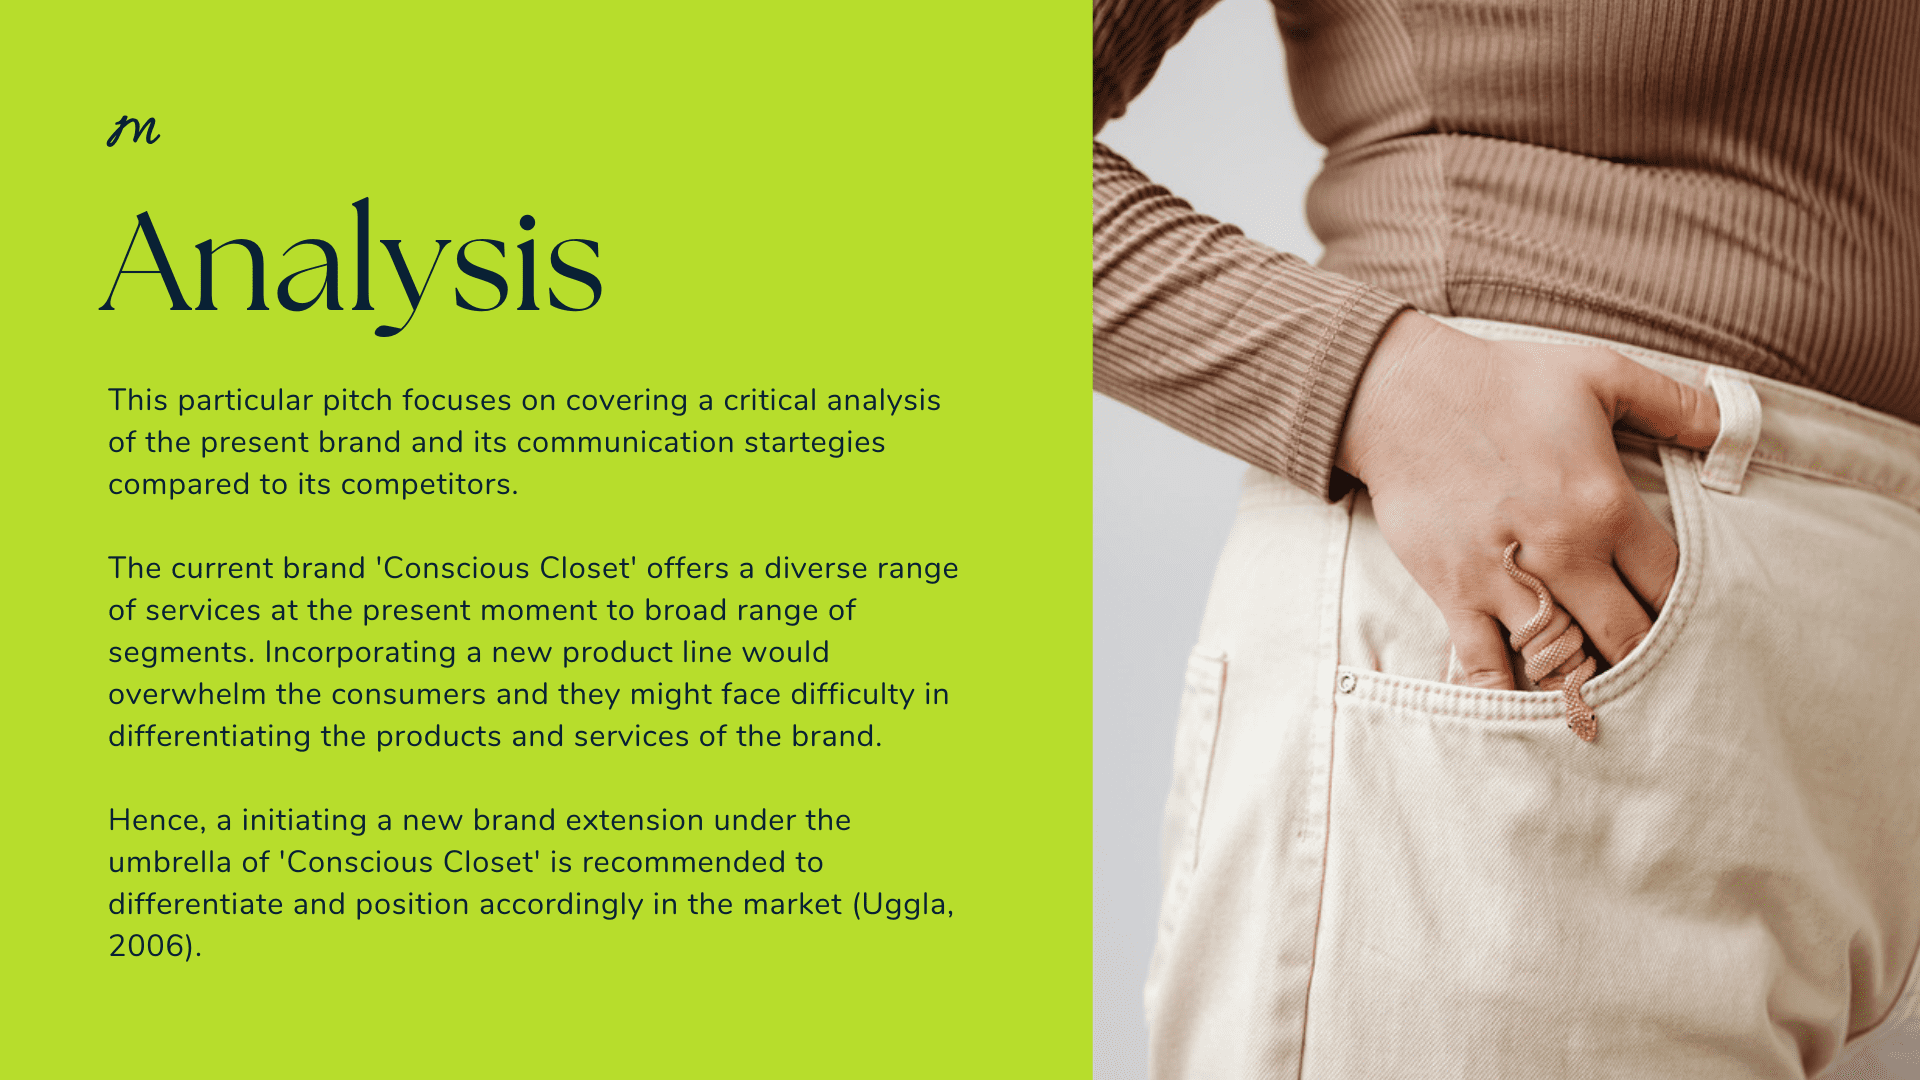 m
Analysis
This particular pitch focuses on covering a critical analysis
of the present brand and its communication startegies
compared to its competitors.
The current brand 'Conscious Closet' offers a diverse range
of services at the present moment to broad range of
segments. Incorporating a new product line would
overwhelm the consumers and they might face difficulty in
differentiating the products and services of the brand.
Hence, a initiating a new brand extension under the
umbrella of 'Conscious Closet' is recommended to
differentiate and position accordingly in the market (Uggla,
2006).